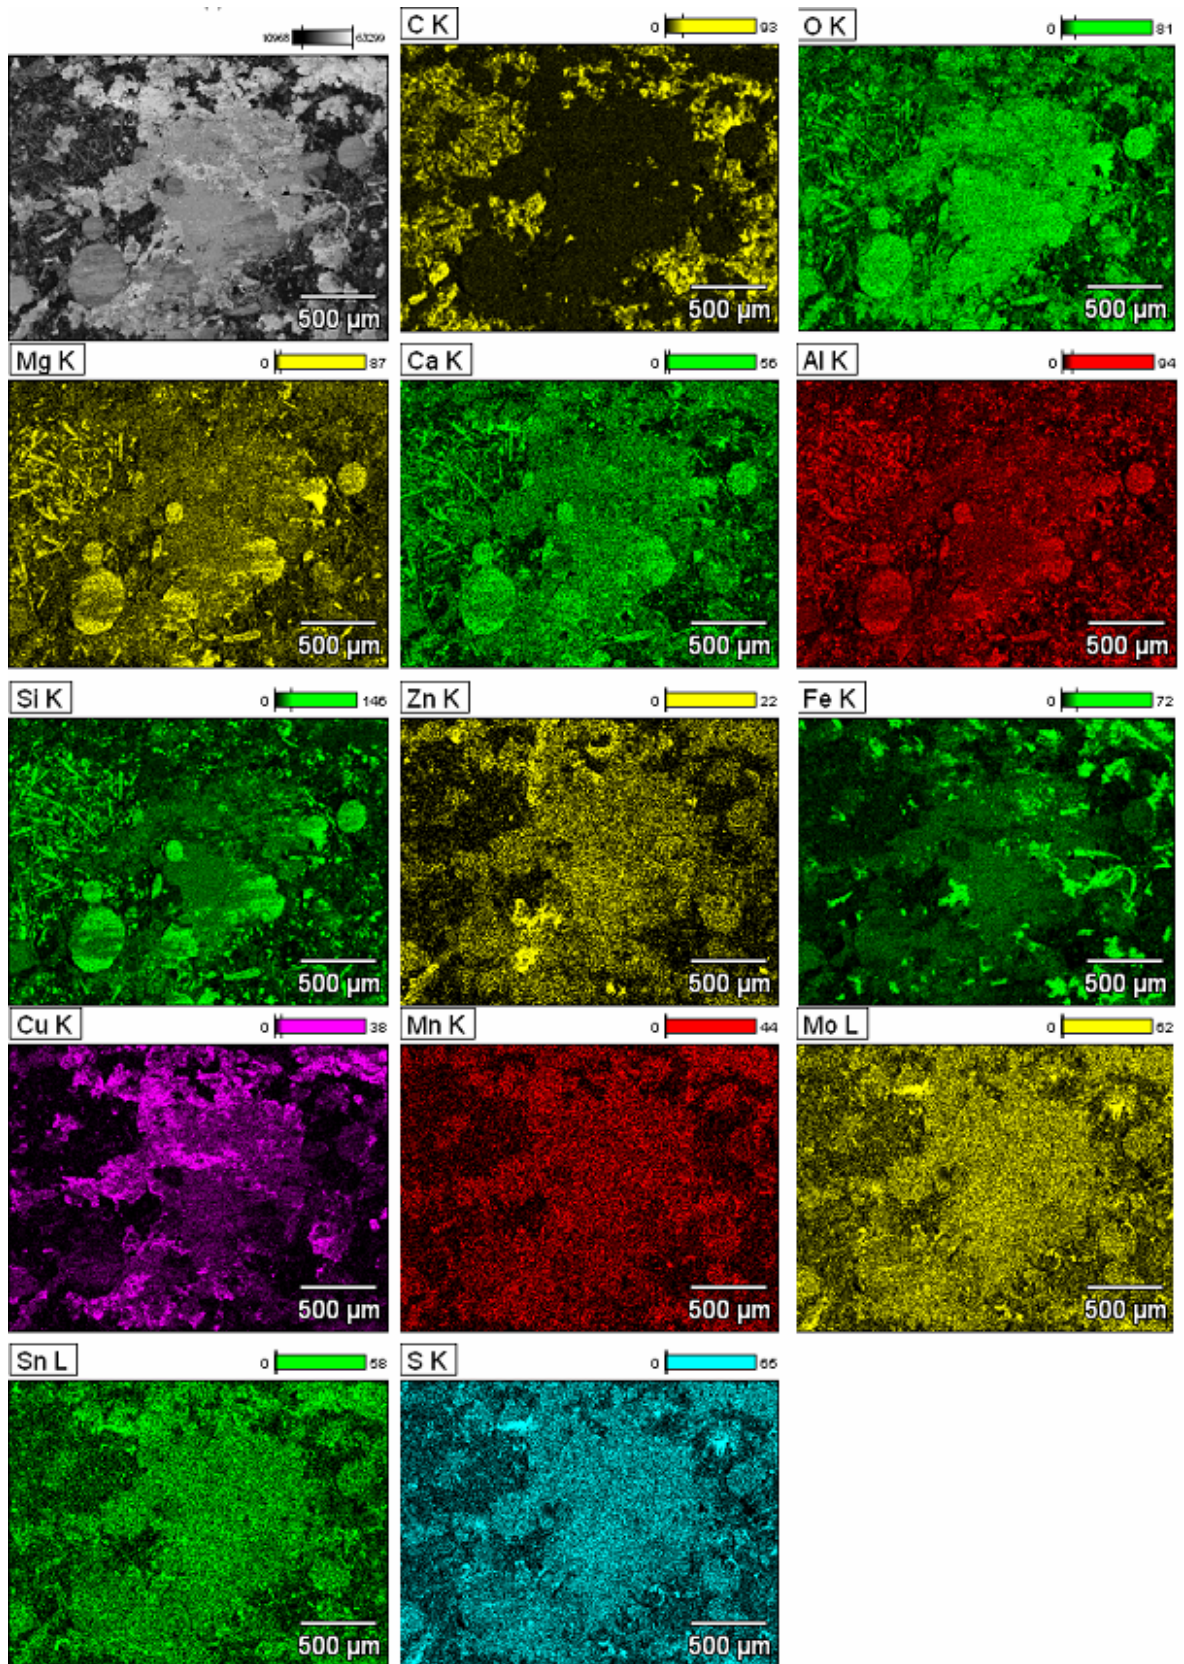 10968 63299
C K 0 93
O K 0 81
500 µm 500 µm 500 µm
Mg K 0 87
Ca K 0 56
Al K 0 94
500 µm 500 µm 500 µm
Si K 0 146
Zn K 0 22
Fe K 0 72
500 µm 500 µm 500 µm
Cu K 0 38
Mn K 0 44
Mo L 0 62
500 µm 500 µm 500 µm
Sn L 0 58
S K 0 66
500 µm 500 µm